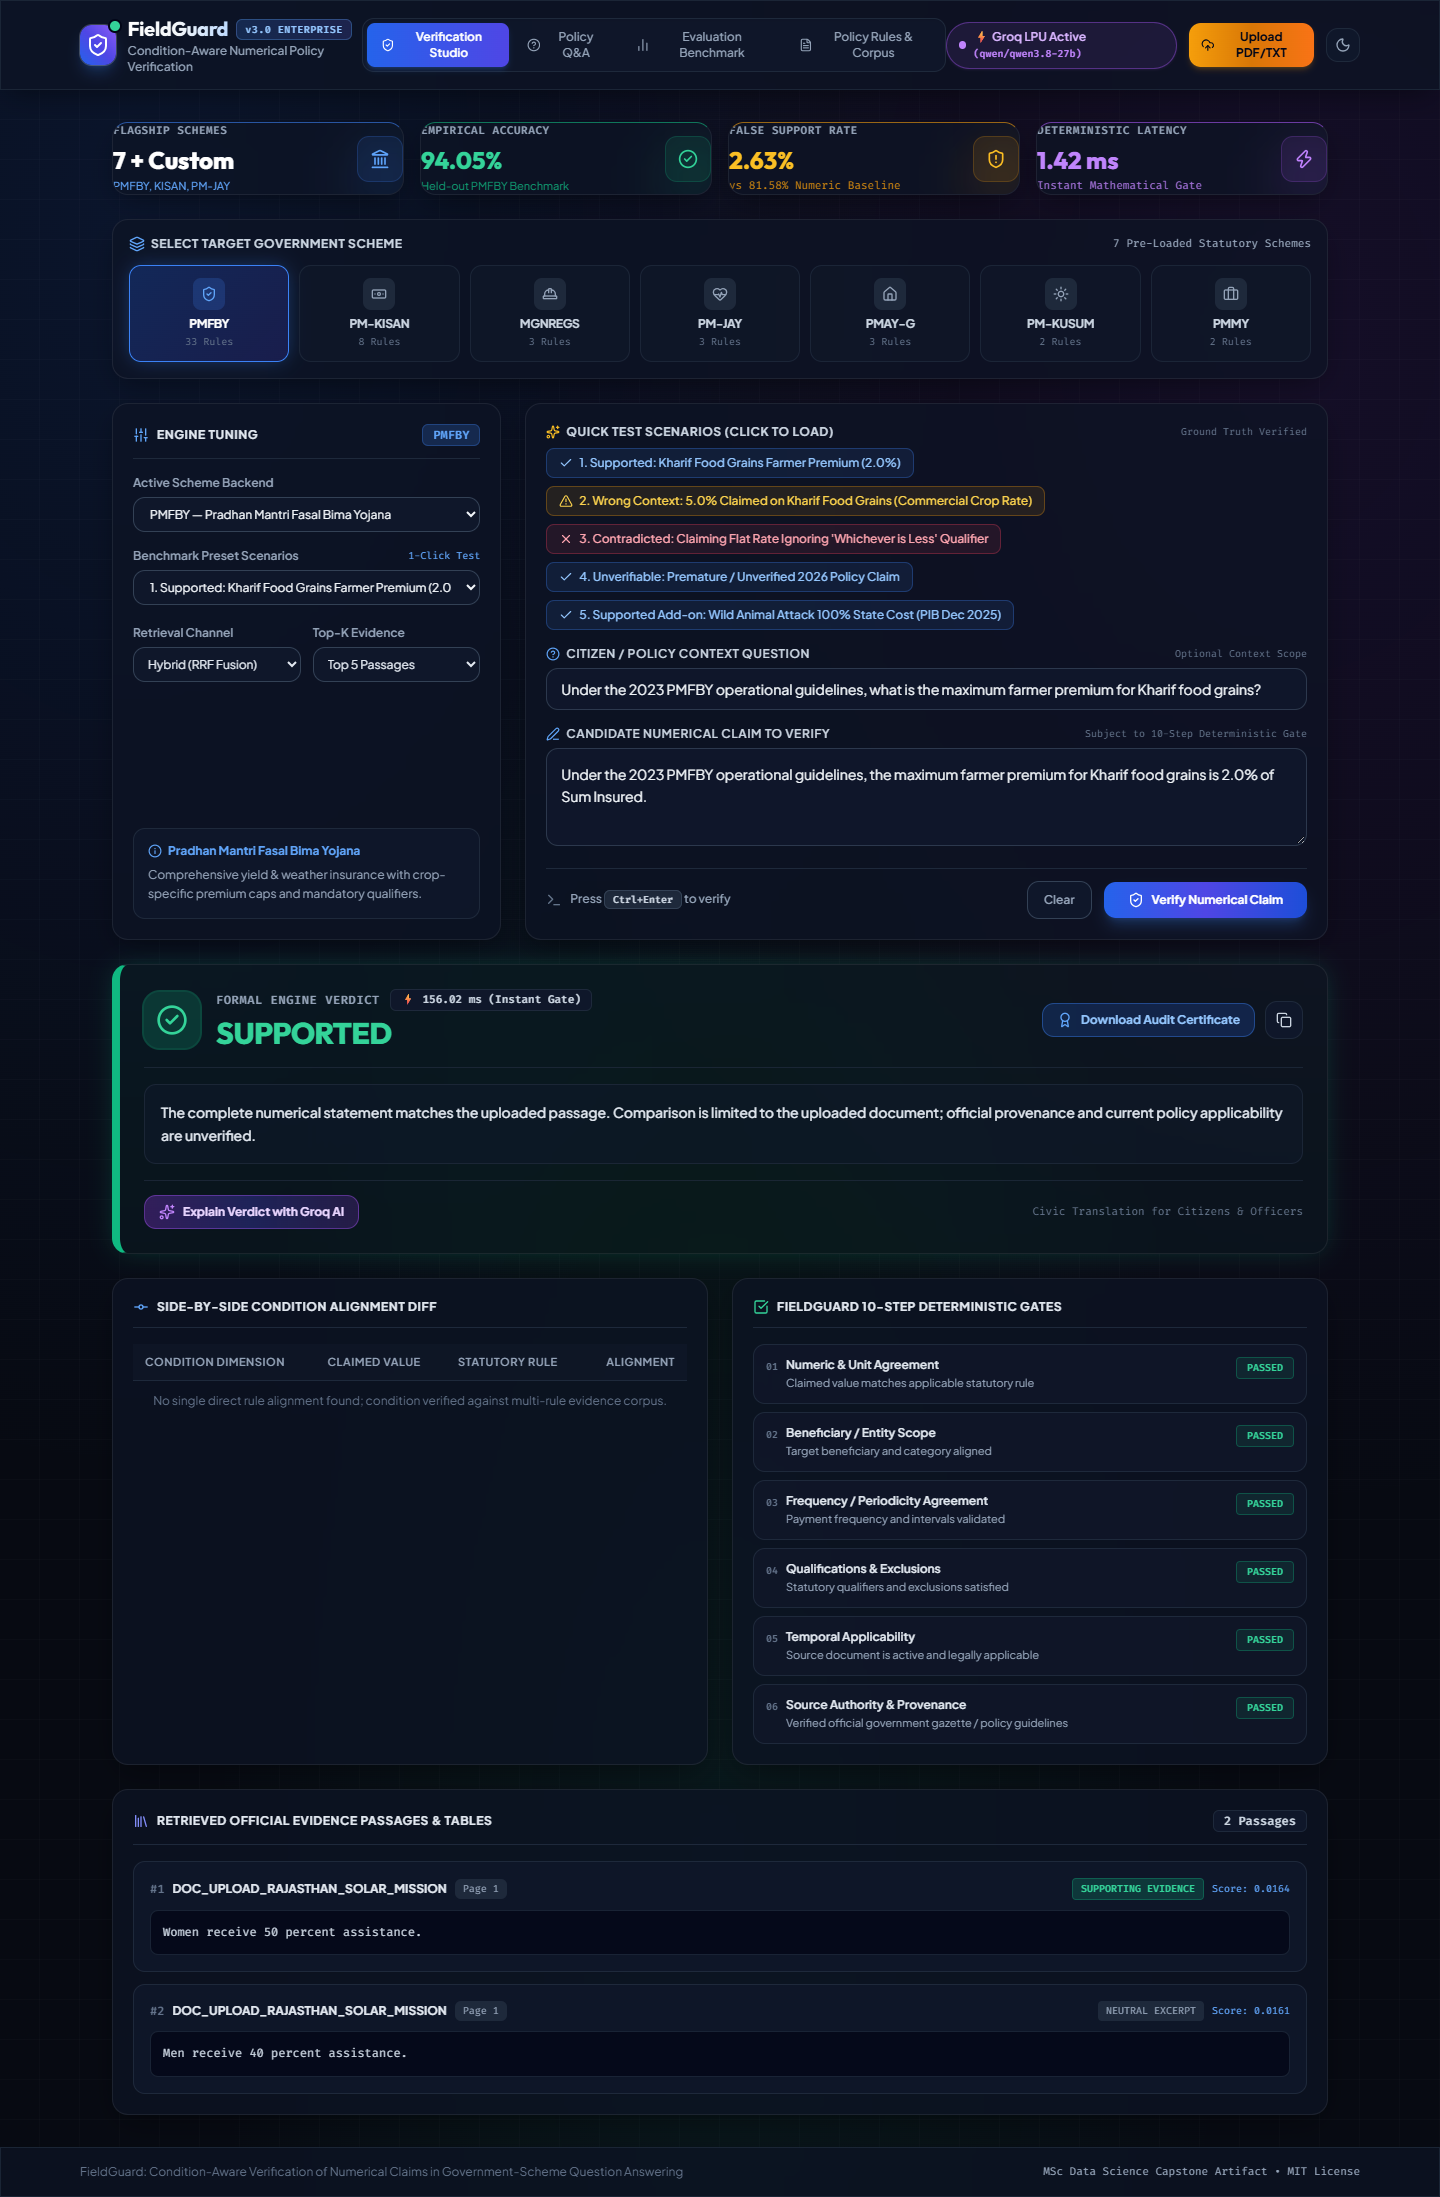 FieldGuard v3.0 ENTERPRISE
Condition-Aware Numerical Policy
Verification
Verification
Studio
Policy
Q&A
Evaluation
Benchmark
Policy Rules &
Corpus
Groq LPU Active
(qwen/qwen3.8-27b)
Upload
PDF/TXT
FLAGSHIP SCHEMES
7 + Custom
PMFBY, KISAN, PM-JAY
EMPIRICAL ACCURACY
94.05%
Held-out PMFBY Benchmark
FALSE SUPPORT RATE
2.63%
vs 81.58% Numeric Baseline
DETERMINISTIC LATENCY
1.42 ms
Instant Mathematical Gate
SELECT TARGET GOVERNMENT SCHEME
7 Pre-Loaded Statutory Schemes
PMFBY
33 Rules
PM-KISAN
8 Rules
MGNREGS
3 Rules
PM-JAY
3 Rules
PMAY-G
3 Rules
PM-KUSUM
2 Rules
PMMY
2 Rules
ENGINE TUNING
PMFBY
Active Scheme Backend
PMFBY — Pradhan Mantri Fasal Bima Yojana
Benchmark Preset Scenarios
1-Click Test
1. Supported: Kharif Food Grains Farmer Premium (2.0
Retrieval Channel
Top-K Evidence
Hybrid (RRF Fusion)
Top 5 Passages
Pradhan Mantri Fasal Bima Yojana
Comprehensive yield & weather insurance with crop-
specific premium caps and mandatory qualifiers.
QUICK TEST SCENARIOS (CLICK TO LOAD)
Ground Truth Verified
1. Supported: Kharif Food Grains Farmer Premium (2.0%)
2. Wrong Context: 5.0% Claimed on Kharif Food Grains (Commercial Crop Rate)
3. Contradicted: Claiming Flat Rate Ignoring 'Whichever is Less' Qualifier
4. Unverifiable: Premature / Unverified 2026 Policy Claim
5. Supported Add-on: Wild Animal Attack 100% State Cost (PIB Dec 2025)
CITIZEN / POLICY CONTEXT QUESTION
Optional Context Scope
Under the 2023 PMFBY operational guidelines, what is the maximum farmer premium for Kharif food grains?
CANDIDATE NUMERICAL CLAIM TO VERIFY
Subject to 10-Step Deterministic Gate
Under the 2023 PMFBY operational guidelines, the maximum farmer premium for Kharif food grains is 2.0% of
Sum Insured.
Press Ctrl+Enter to verify
Clear
Verify Numerical Claim
FORMAL ENGINE VERDICT
156.02 ms (Instant Gate)
SUPPORTED
Download Audit Certificate
The complete numerical statement matches the uploaded passage. Comparison is limited to the uploaded document; official provenance and current policy applicability
are unverified.
Explain Verdict with Groq AI
Civic Translation for Citizens & Officers
SIDE-BY-SIDE CONDITION ALIGNMENT DIFF
CONDITION DIMENSION
CLAIMED VALUE
STATUTORY RULE
ALIGNMENT
No single direct rule alignment found; condition verified against multi-rule evidence corpus.
FIELDGUARD 10-STEP DETERMINISTIC GATES
01 Numeric & Unit Agreement
Claimed value matches applicable statutory rule
PASSED
02 Beneficiary / Entity Scope
Target beneficiary and category aligned
PASSED
03 Frequency / Periodicity Agreement
Payment frequency and intervals validated
PASSED
04 Qualifications & Exclusions
Statutory qualifiers and exclusions satisfied
PASSED
05 Temporal Applicability
Source document is active and legally applicable
PASSED
06 Source Authority & Provenance
Verified official government gazette / policy guidelines
PASSED
RETRIEVED OFFICIAL EVIDENCE PASSAGES & TABLES
2 Passages
#1 DOC_UPLOAD_RAJASTHAN_SOLAR_MISSION Page 1
SUPPORTING EVIDENCE Score: 0.0164
Women receive 50 percent assistance.
#2 DOC_UPLOAD_RAJASTHAN_SOLAR_MISSION Page 1
NEUTRAL EXCERPT Score: 0.0161
Men receive 40 percent assistance.
FieldGuard: Condition-Aware Verification of Numerical Claims in Government-Scheme Question Answering
MSc Data Science Capstone Artifact • MIT License